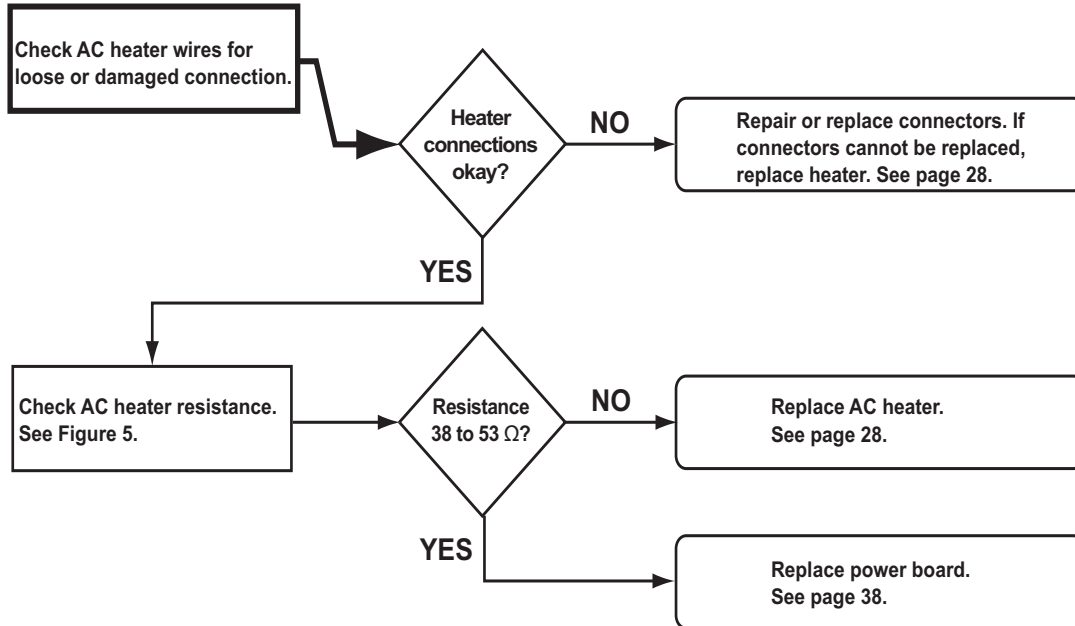 Check AC heater wires for
loose or damaged connection.
Heater
connections
okay?
NO
Repair or replace connectors. If
connectors cannot be replaced,
replace heater. See page 28.
YES
Check AC heater resistance.
See Figure 5.
Resistance
38 to 53 Ω?
NO
Replace AC heater.
See page 28.
YES
Replace power board.
See page 38.